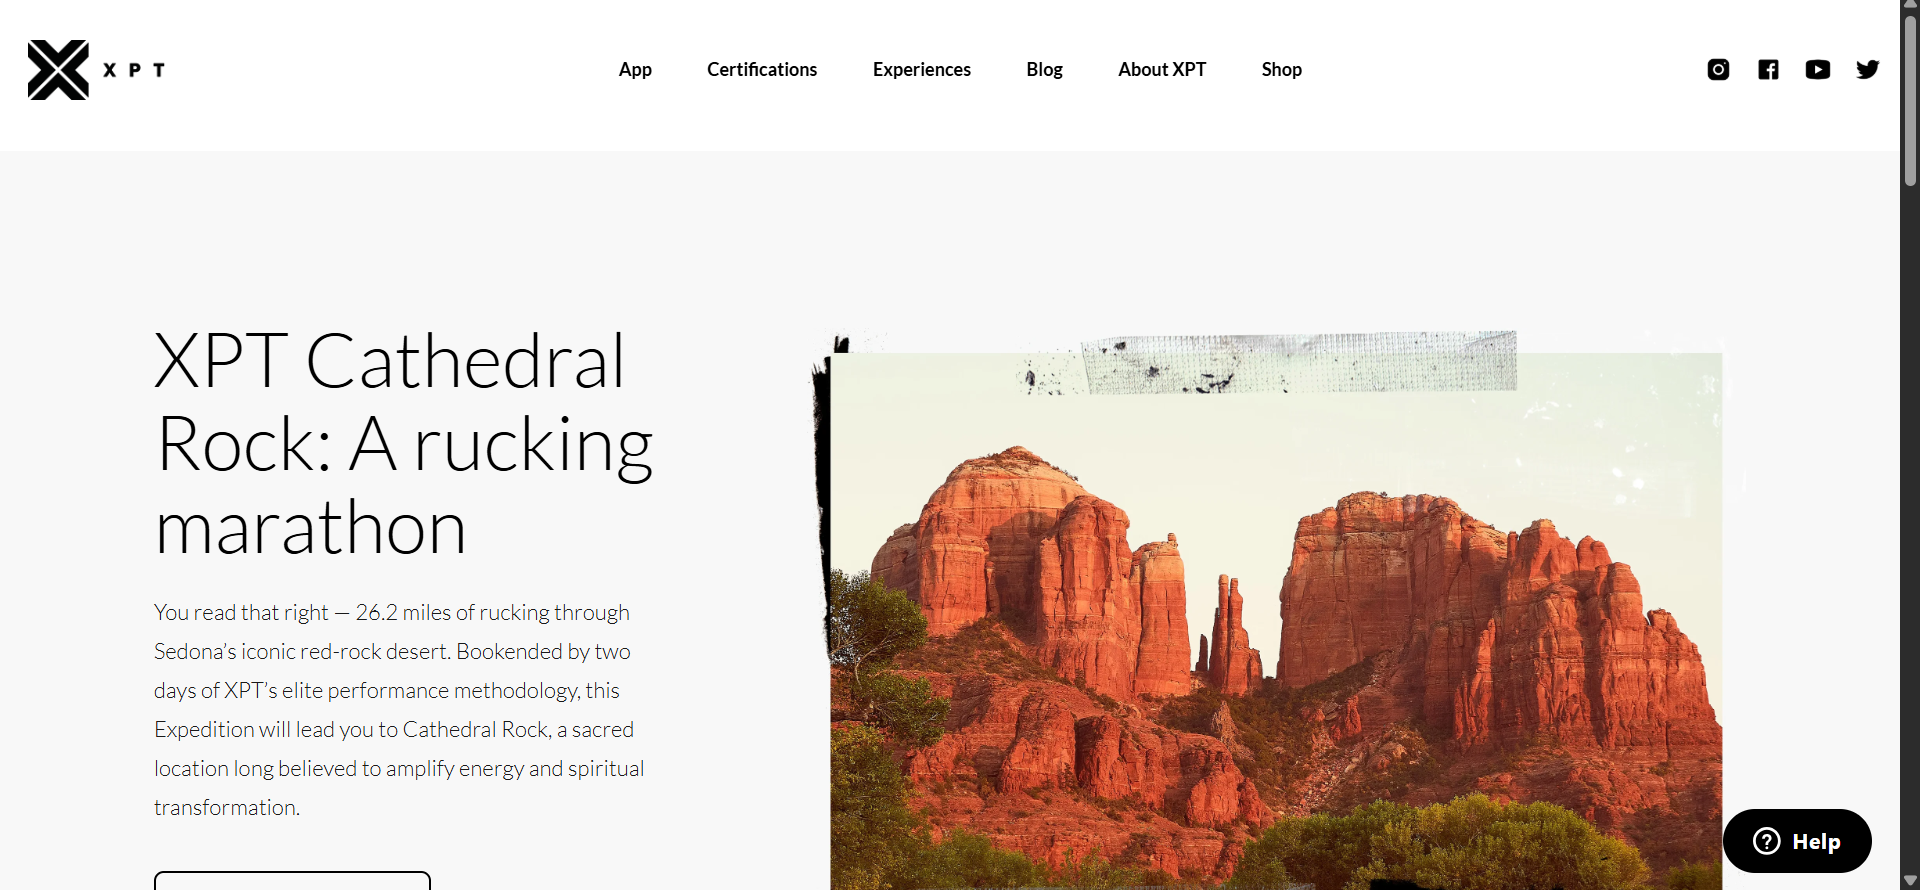 XPT
App
Certifications
Experiences
Blog
About XPT
Shop
XPT Cathedral
Rock: A rucking
marathon
You read that right — 26.2 miles of rucking through
Sedona’s iconic red-rock desert. Bookended by two
days of XPT’s elite performance methodology, this
Expedition will lead you to Cathedral Rock, a sacred
location long believed to amplify energy and spiritual
transformation.
Help